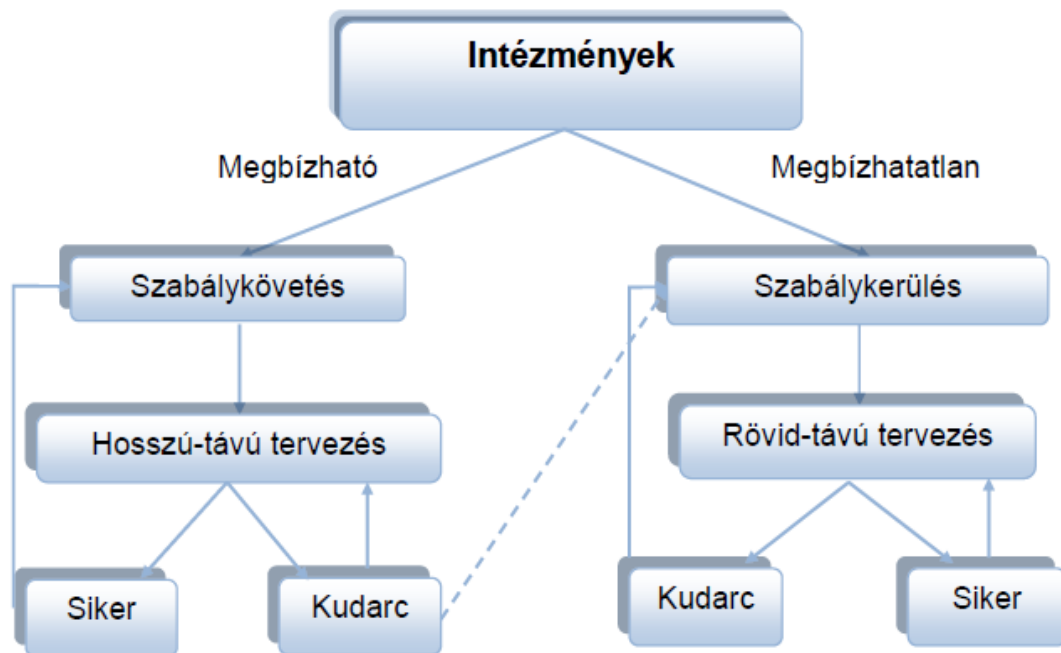 Intézmények
Megbízható
Megbízhatatlan
Szabálykövetés
Szabálykerülés
Hosszú-távú tervezés
Rövid-távú tervezés
Siker
Kudarc
Kudarc
Siker